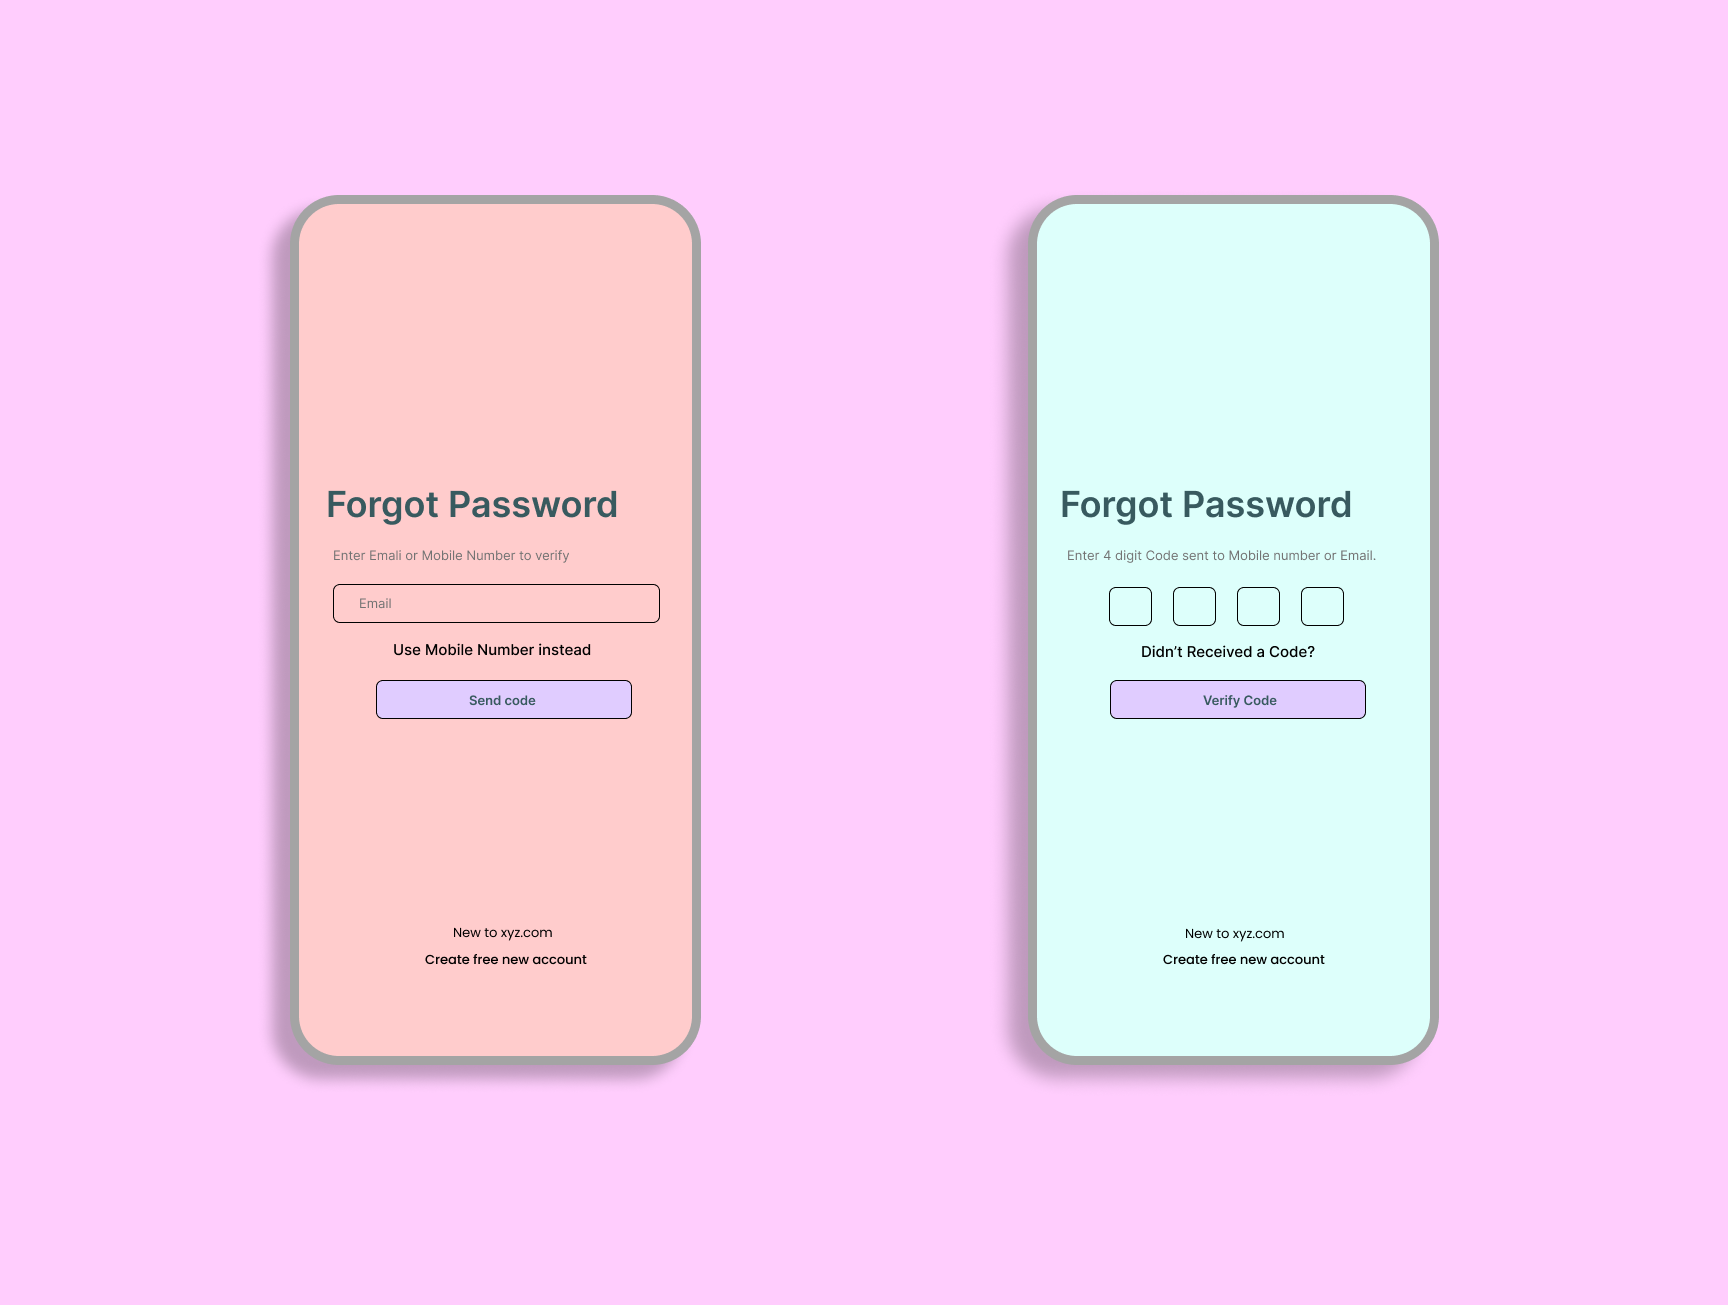 Forgot Password
Enter Emali or Mobile Number to verify
Email
Use Mobile Number instead
Send code
New to xyz.com
Create free new account
Forgot Password
Enter 4 digit Code sent to Mobile number or Email.
Didn’t Received a Code?
Verify Code
New to xyz.com
Create free new account